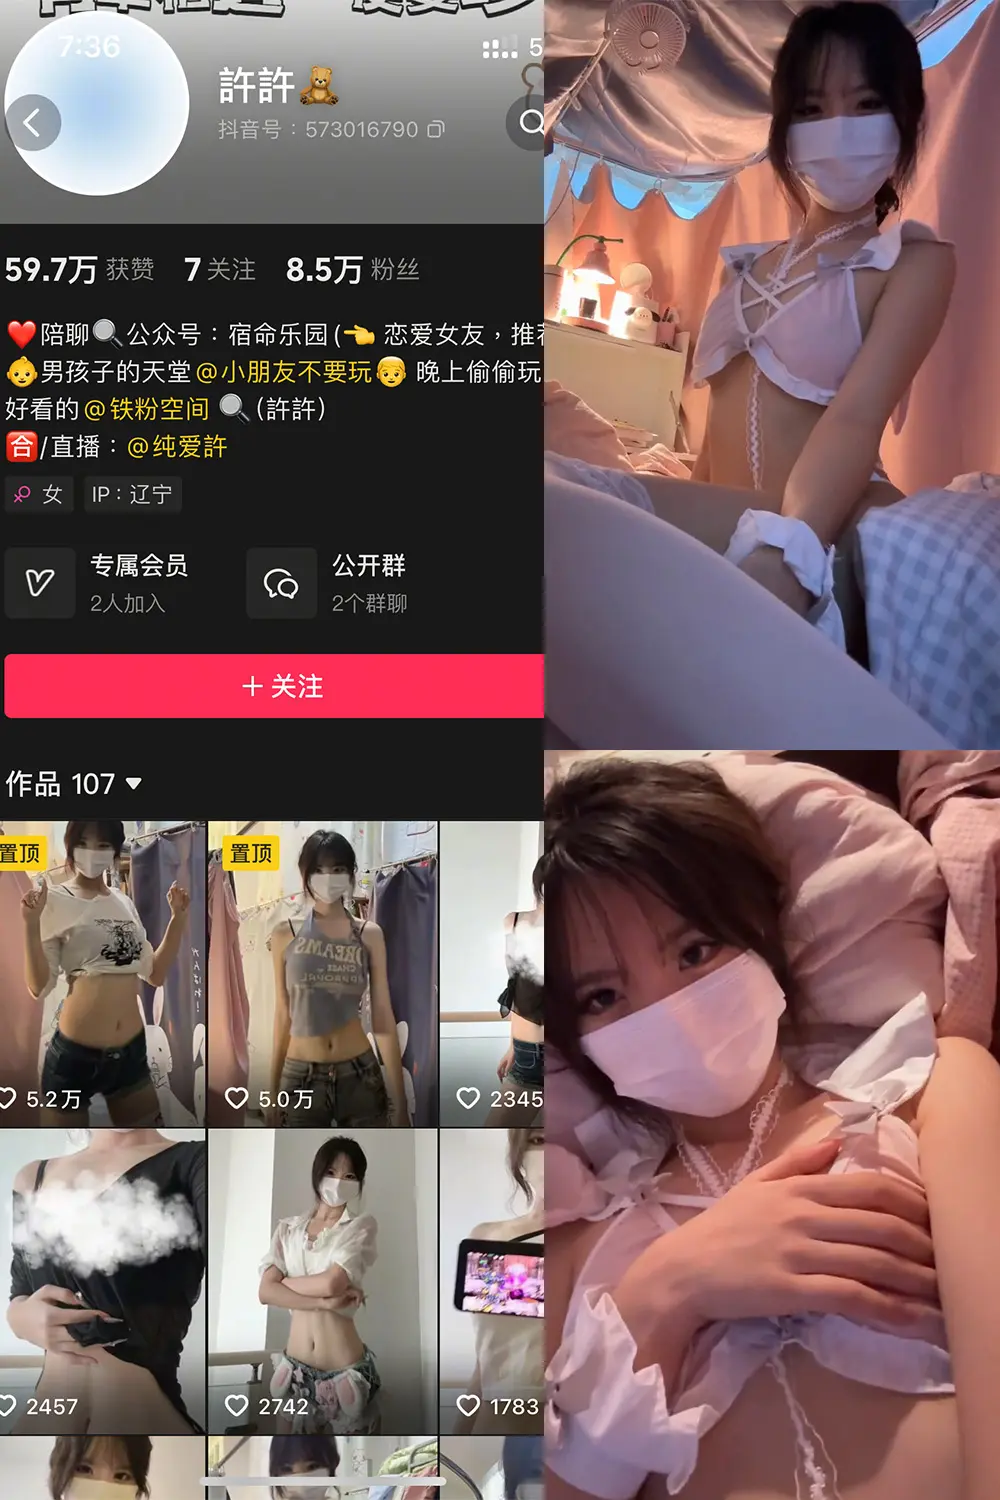 7:36
5
許許
抖音号：573016790
59.7万 获赞 7 关注 8.5万 粉丝
陪聊 公众号：宿命乐园 ( 恋爱女友，推荐
男孩子的天堂 @小朋友不要玩 晚上偷偷玩
好看的 @铁粉空间 (許許)
合/直播：@纯爱許
女 IP：辽宁
专属会员 公开群
2人加入 2个群聊
+ 关注
作品 107
置顶 置顶
DREAMS
CHASE
5.2万 5.0万 2345
2457 2742 1783